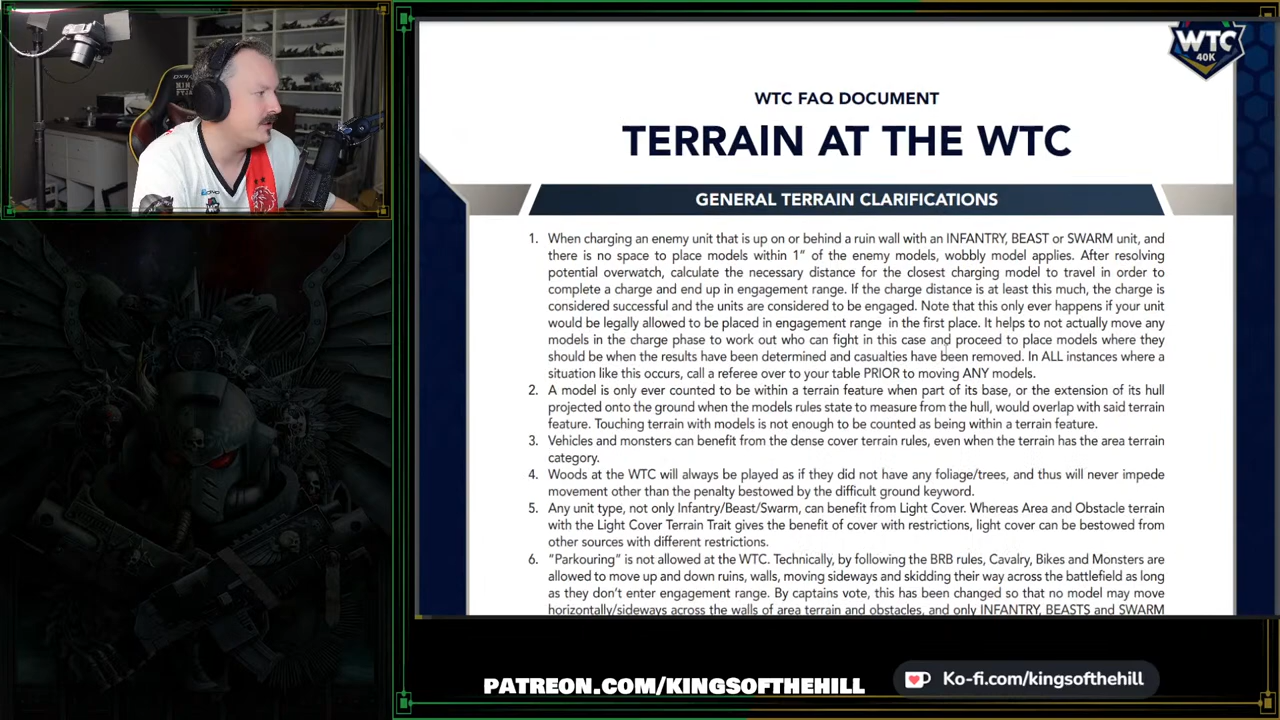 WTC
40K
WTC FAQ DOCUMENT
TERRAIN AT THE WTC
GENERAL TERRAIN CLARIFICATIONS
1. When charging an enemy unit that is up on or behind a ruin wall with an INFANTRY, BEAST or SWARM unit, and
there is no space to place models within 1" of the enemy models, wobbly model applies. After resolving
potential overwatch, calculate the necessary distance for the closest charging model to travel in order to
complete a charge and end up in engagement range. If the charge distance is at least this much, the charge is
considered successful and the units are considered to be engaged. Note that this only ever happens if your unit
would be legally allowed to be placed in engagement range in the first place. It helps to not actually move any
models in the charge phase to work out who can fight in this case and proceed to place models where they
should be when the results have been determined and casualties have been removed. In ALL instances where a
situation like this occurs, call a referee over to your table PRIOR to moving ANY models.
2. A model is only ever counted to be within a terrain feature when part of its base, or the extension of its hull
projected onto the ground when the models rules state to measure from the hull, would overlap with said terrain
feature. Touching terrain with models is not enough to be counted as being within a terrain feature.
3. Vehicles and monsters can benefit from the dense cover terrain rules, even when the terrain has the area terrain
category.
4. Woods at the WTC will always be played as if they did not have any foliage/trees, and thus will never impede
movement other than the penalty bestowed by the difficult ground keyword.
5. Any unit type, not only Infantry/Beast/Swarm, can benefit from Light Cover. Whereas Area and Obstacle terrain
with the Light Cover Terrain Trait gives the benefit of cover with restrictions, light cover can be bestowed from
other sources with different restrictions.
6. “Parkouring” is not allowed at the WTC. Technically, by following the BRB rules, Cavalry, Bikes and Monsters are
allowed to move up and down ruins, walls, moving sideways and skidding their way across the battlefield as long
as they don't enter engagement range. By captains vote, this has been changed so that no model may move
horizontally/sideways across the walls of area terrain and obstacles, and only INFANTRY, BEASTS and SWARM
PATREON.COM/KINGSOFTHEHILL
Ko-fi.com/kingsofthehill